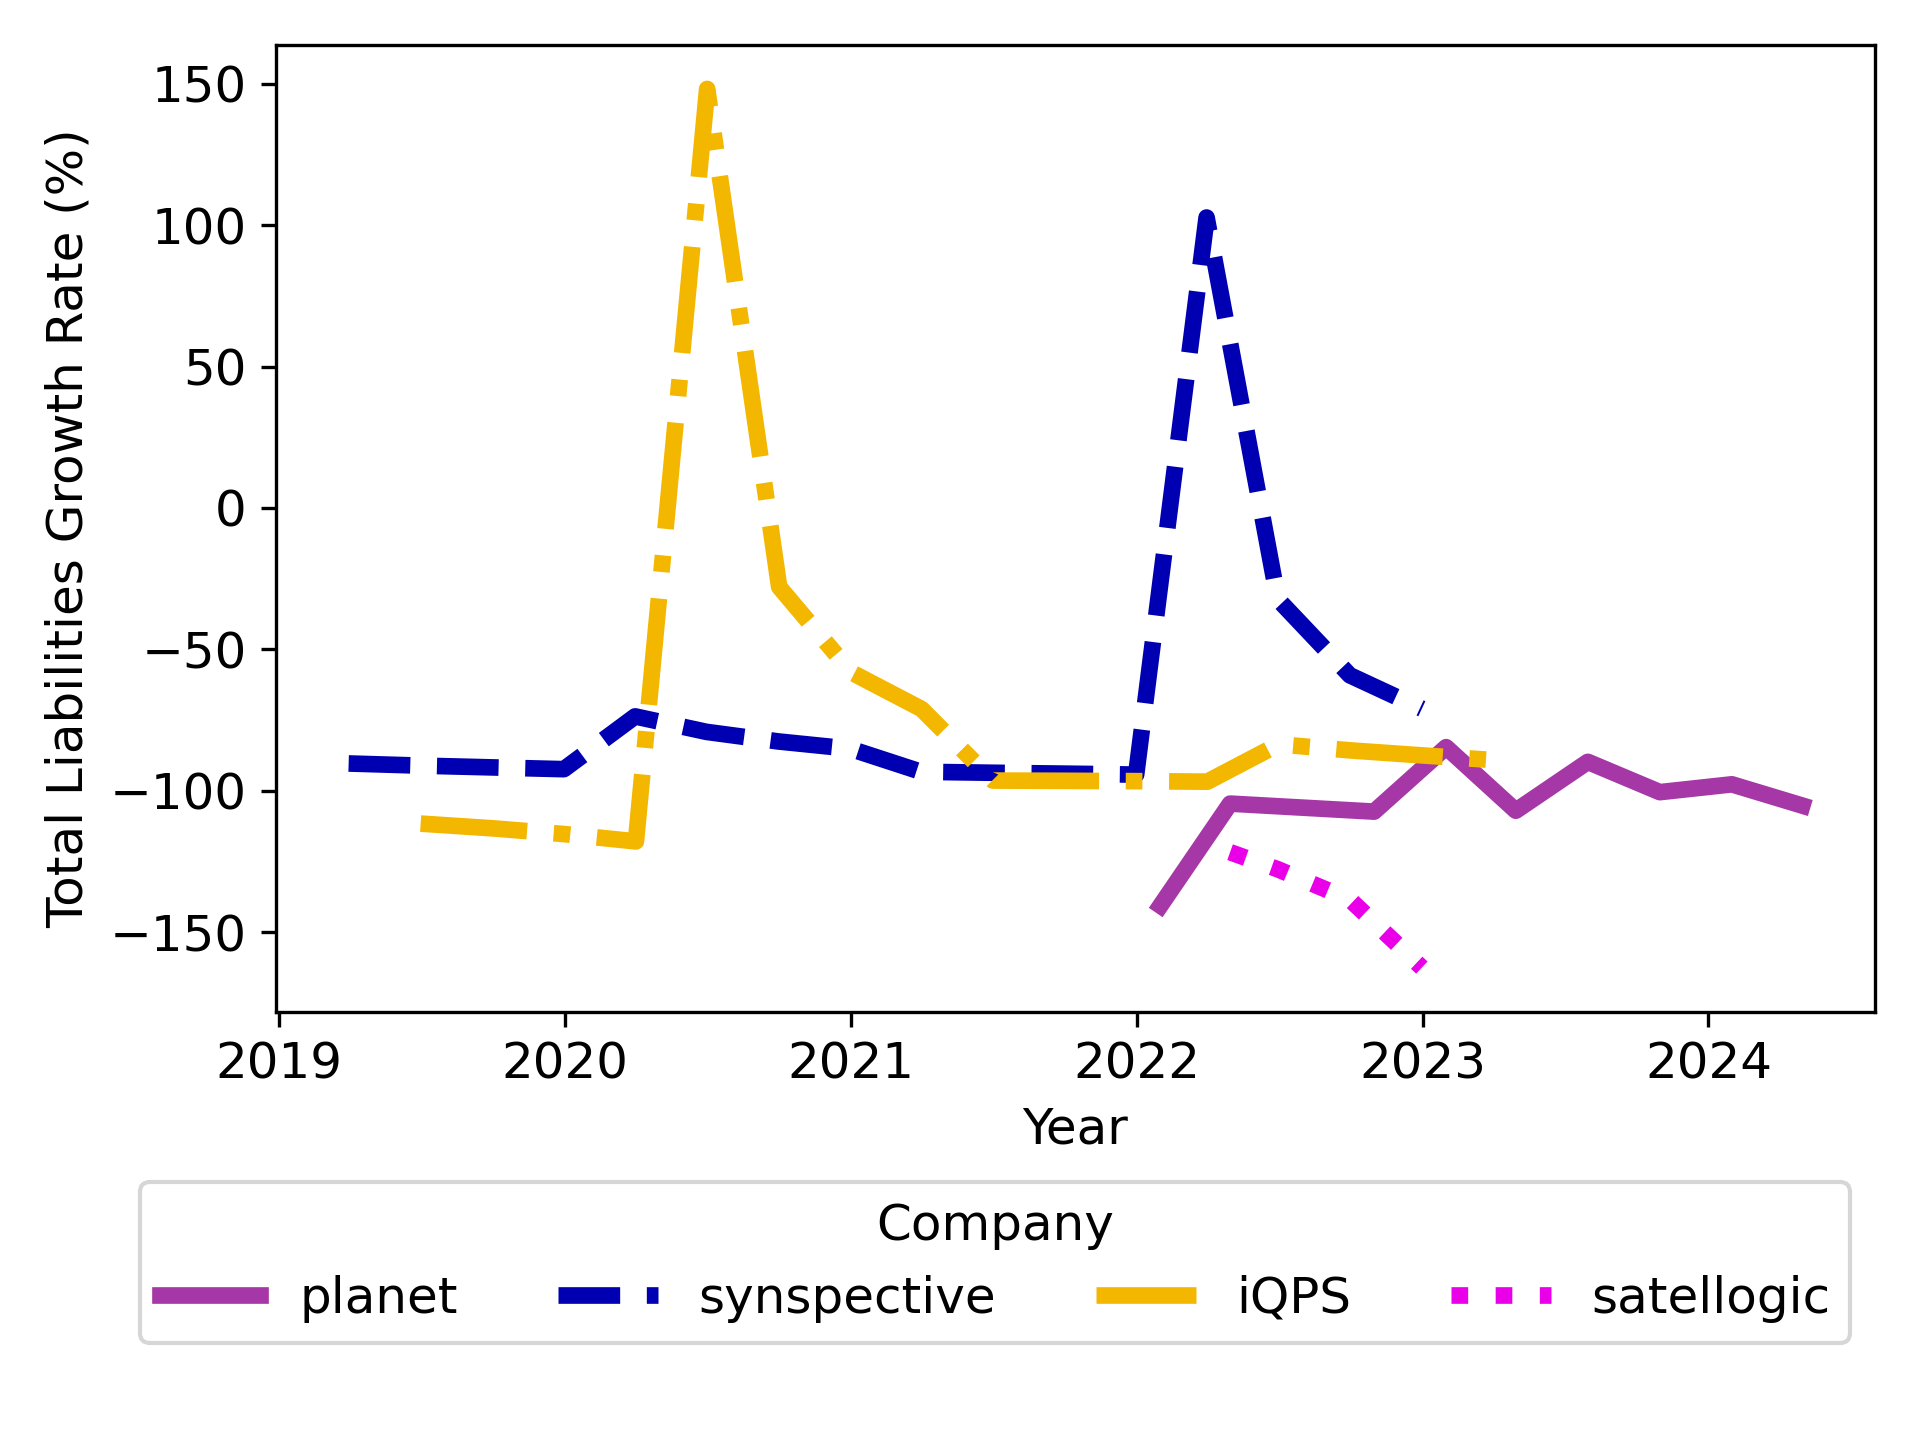 Total Liabilities Growth Rate (%)
150
100
50
0
−50
−100
−150
2019 2020 2021 2022 2023 2024
Year
Company
planet synspective iQPS satellogic